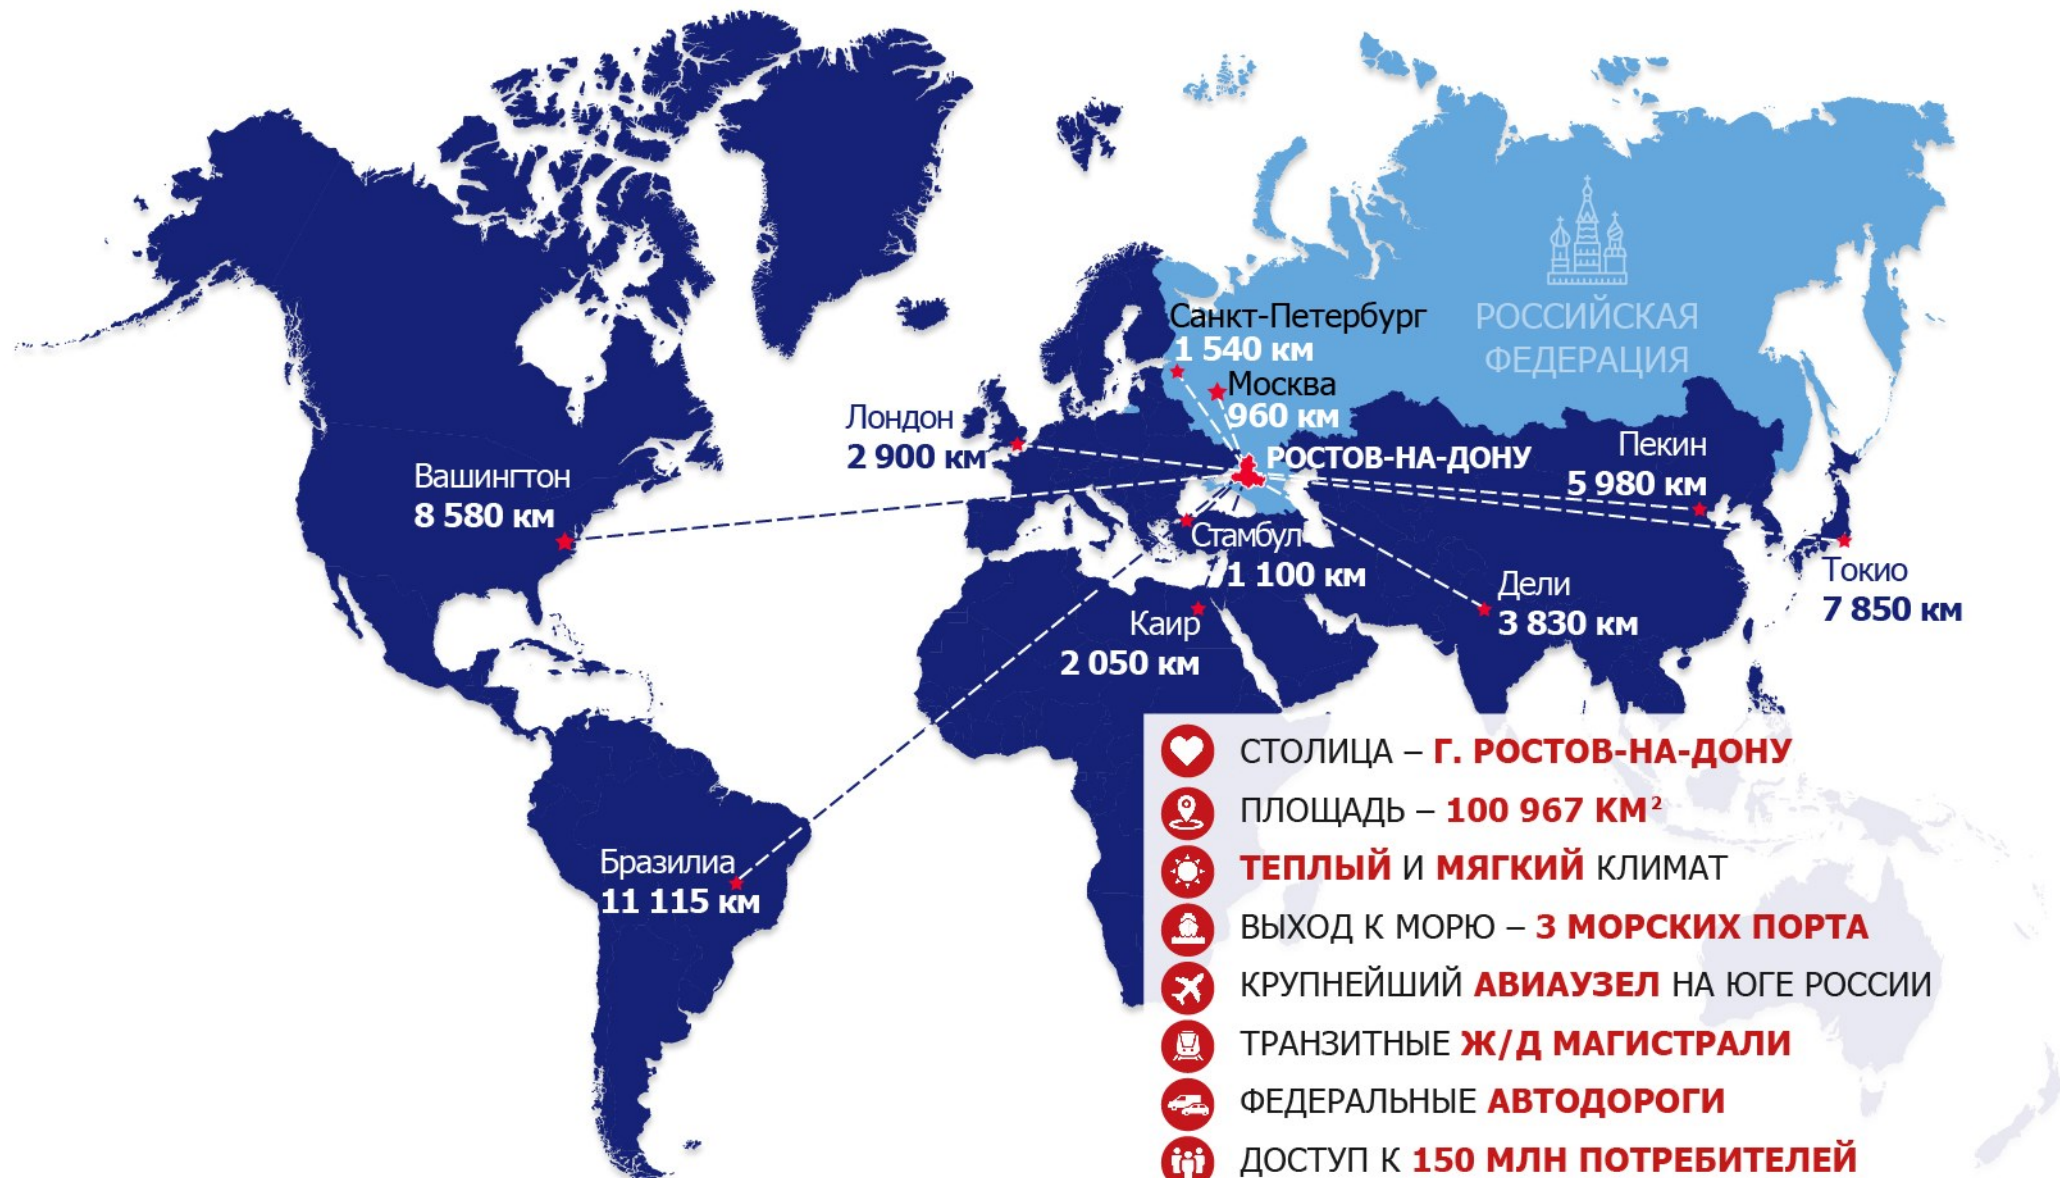 Санкт-Петербург
1 540 км
Москва
960 км
РОССИЙСКАЯ
ФЕДЕРАЦИЯ
Лондон
2 900 км
РОСТОВ-НА-ДОНУ
Пекин
5 980 км
Вашингтон
8 580 км
Стамбул
1 100 км
Токио
7 850 км
Дели
3 830 км
Каир
2 050 км
Бразилиа
11 115 км
СТОЛИЦА – Г. РОСТОВ-НА-ДОНУ
ПЛОЩАДЬ – 100 967 КМ²
ТЕПЛЫЙ И МЯГКИЙ КЛИМАТ
ВЫХОД К МОРЮ – 3 МОРСКИХ ПОРТА
КРУПНЕЙШИЙ АВИАУЗЕЛ НА ЮГЕ РОССИИ
ТРАНЗИТНЫЕ Ж/Д МАГИСТРАЛИ
ФЕДЕРАЛЬНЫЕ АВТОДОРОГИ
ДОСТУП К 150 МЛН ПОТРЕБИТЕЛЕЙ